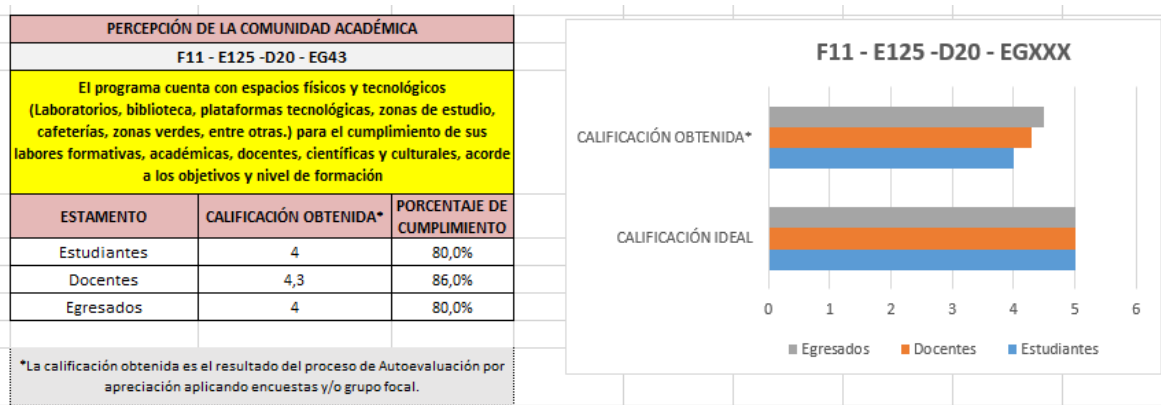 PERCEPCIÓN DE LA COMUNIDAD ACADÉMICA
F11 - E125 -D20 - EG43
El programa cuenta con espacios físicos y tecnológicos
(Laboratorios, biblioteca, plataformas tecnológicas, zonas de estudio,
cafeterías, zonas verdes, entre otras.) para el cumplimiento de sus
labores formativas, académicas, docentes, científicas y culturales, acorde
a los objetivos y nivel de formación
ESTAMENTO CALIFICACIÓN OBTENIDA* PORCENTAJE DE
CUMPLIMIENTO
Estudiantes 4 80,0%
Docentes 4,3 86,0%
Egresados 4 80,0%
*La calificación obtenida es el resultado del proceso de Autoevaluación por
apreciación aplicando encuestas y/o grupo focal.
F11 - E125 -D20 - EGXXX
CALIFICACIÓN OBTENIDA*
CALIFICACIÓN IDEAL
0 1 2 3 4 5 6
Egresados Docentes Estudiantes